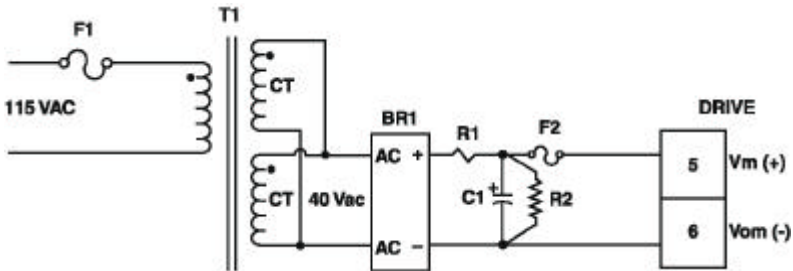 T1
F1
CT
115 VAC
BR1
R1
F2
DRIVE
AC +
5
Vm (+)
CT
40 Vac
C1
+
R2
AC −
6
Vom (-)